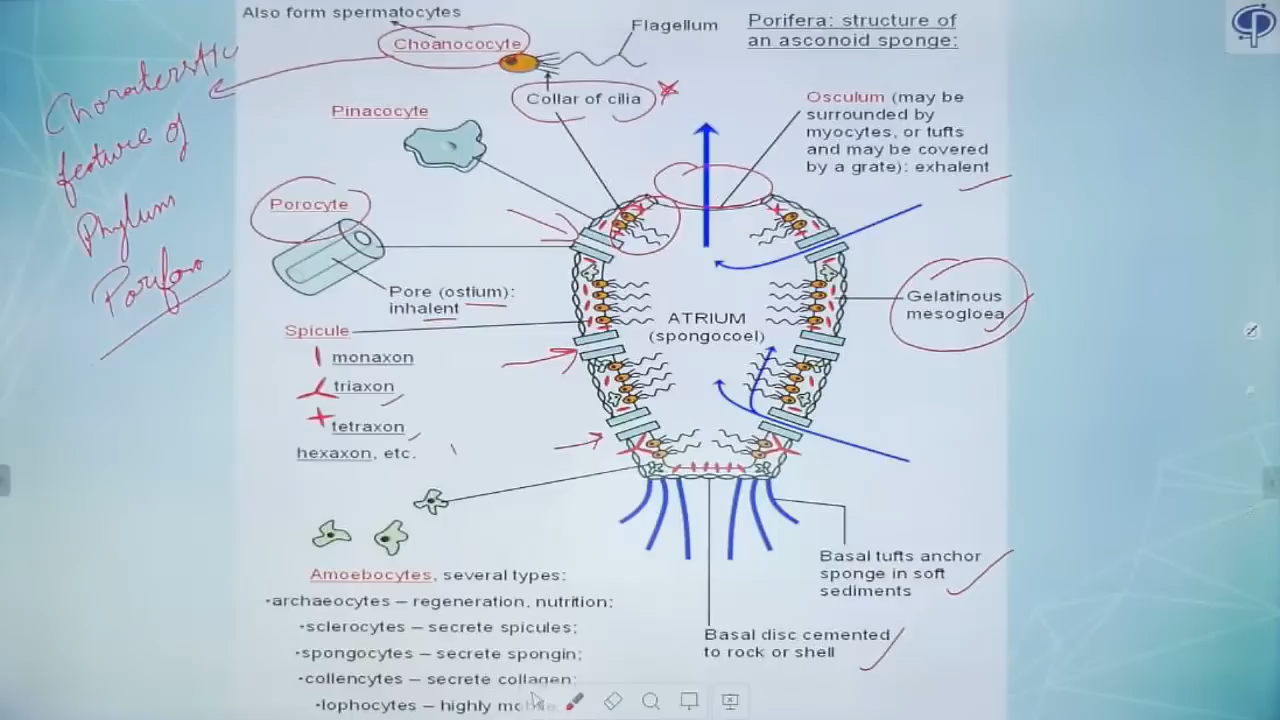 Also form spermatocytes
Choanococyte
Flagellum
Porifera: structure of
an asconoid sponge:
Collar of cilia
Pinacocyte
Osculum (may be
surrounded by
myocytes, or tufts
and may be covered
by a grate): exhalent
Charateristic
feature of
Phylum
Porifera
Porocyte
Pore (ostium):
inhalent
Gelatinous
mesogloea
ATRIUM
(spongocoel)
Spicule
monaxon
triaxon
tetraxon
hexaxon, etc.
Basal tufts anchor
sponge in soft
sediments
Basal disc cemented
to rock or shell
Amoebocytes, several types:
•archaeocytes – regeneration, nutrition;
•sclerocytes – secrete spicules;
•spongocytes – secrete spongin;
•collencytes – secrete collagen;
•lophocytes – highly